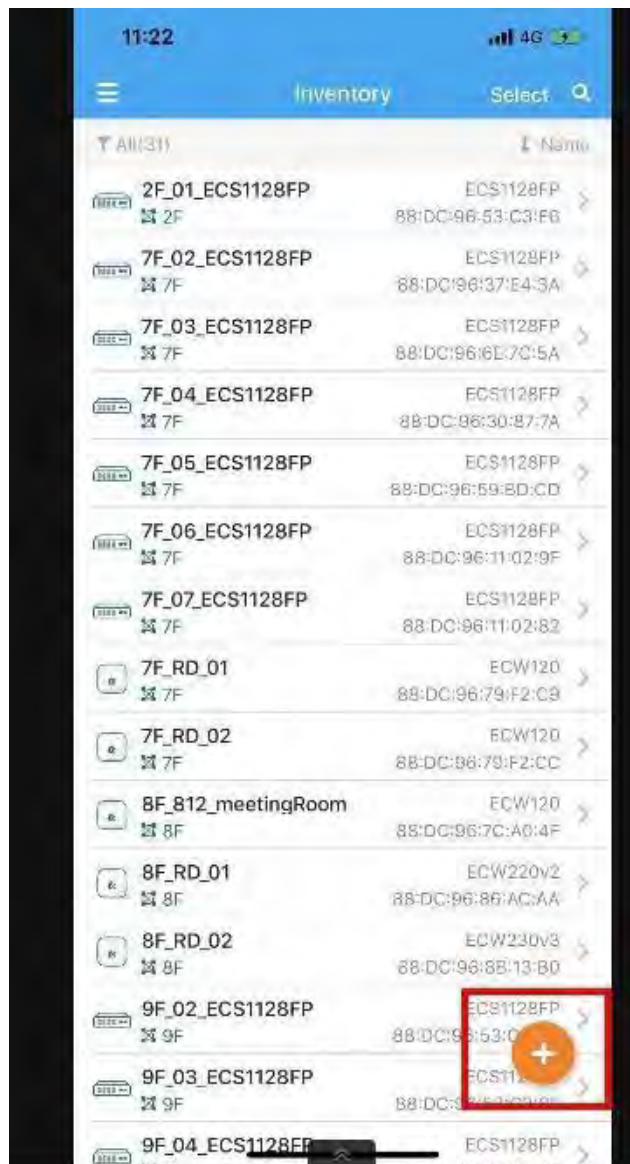 11:22
4G
Inventory
Select
All(31)
Name
2F_01_ECS1128FP
ECS1128FP
2F
88:DC:96:53:C3:E6
7F_02_ECS1128FP
ECS1128FP
7F
88:DC:96:37:E4:3A
7F_03_ECS1128FP
ECS1128FP
7F
88:DC:96:6E:7C:5A
7F_04_ECS1128FP
ECS1128FP
7F
88:DC:96:30:87:7A
7F_05_ECS1128FP
ECS1128FP
7F
88:DC:96:59:BD:CD
7F_06_ECS1128FP
ECS1128FP
7F
88:DC:96:11:02:9F
7F_07_ECS1128FP
ECS1128FP
7F
88:DC:96:11:02:82
7F_RD_01
ECW120
7F
88:DC:96:79:F2:C9
7F_RD_02
ECW120
7F
88:DC:96:79:F2:CC
8F_812_meetingRoom
ECW120
8F
88:DC:96:7C:A0:4F
8F_RD_01
ECW220v2
8F
88:DC:96:86:AC:AA
8F_RD_02
ECW230v3
8F
88:DC:96:8B:13:B0
9F_02_ECS1128FP
ECS1128FP
9F
9F_03_ECS1128FP
9F
9F_04_ECS1128FP
ECS1128FP